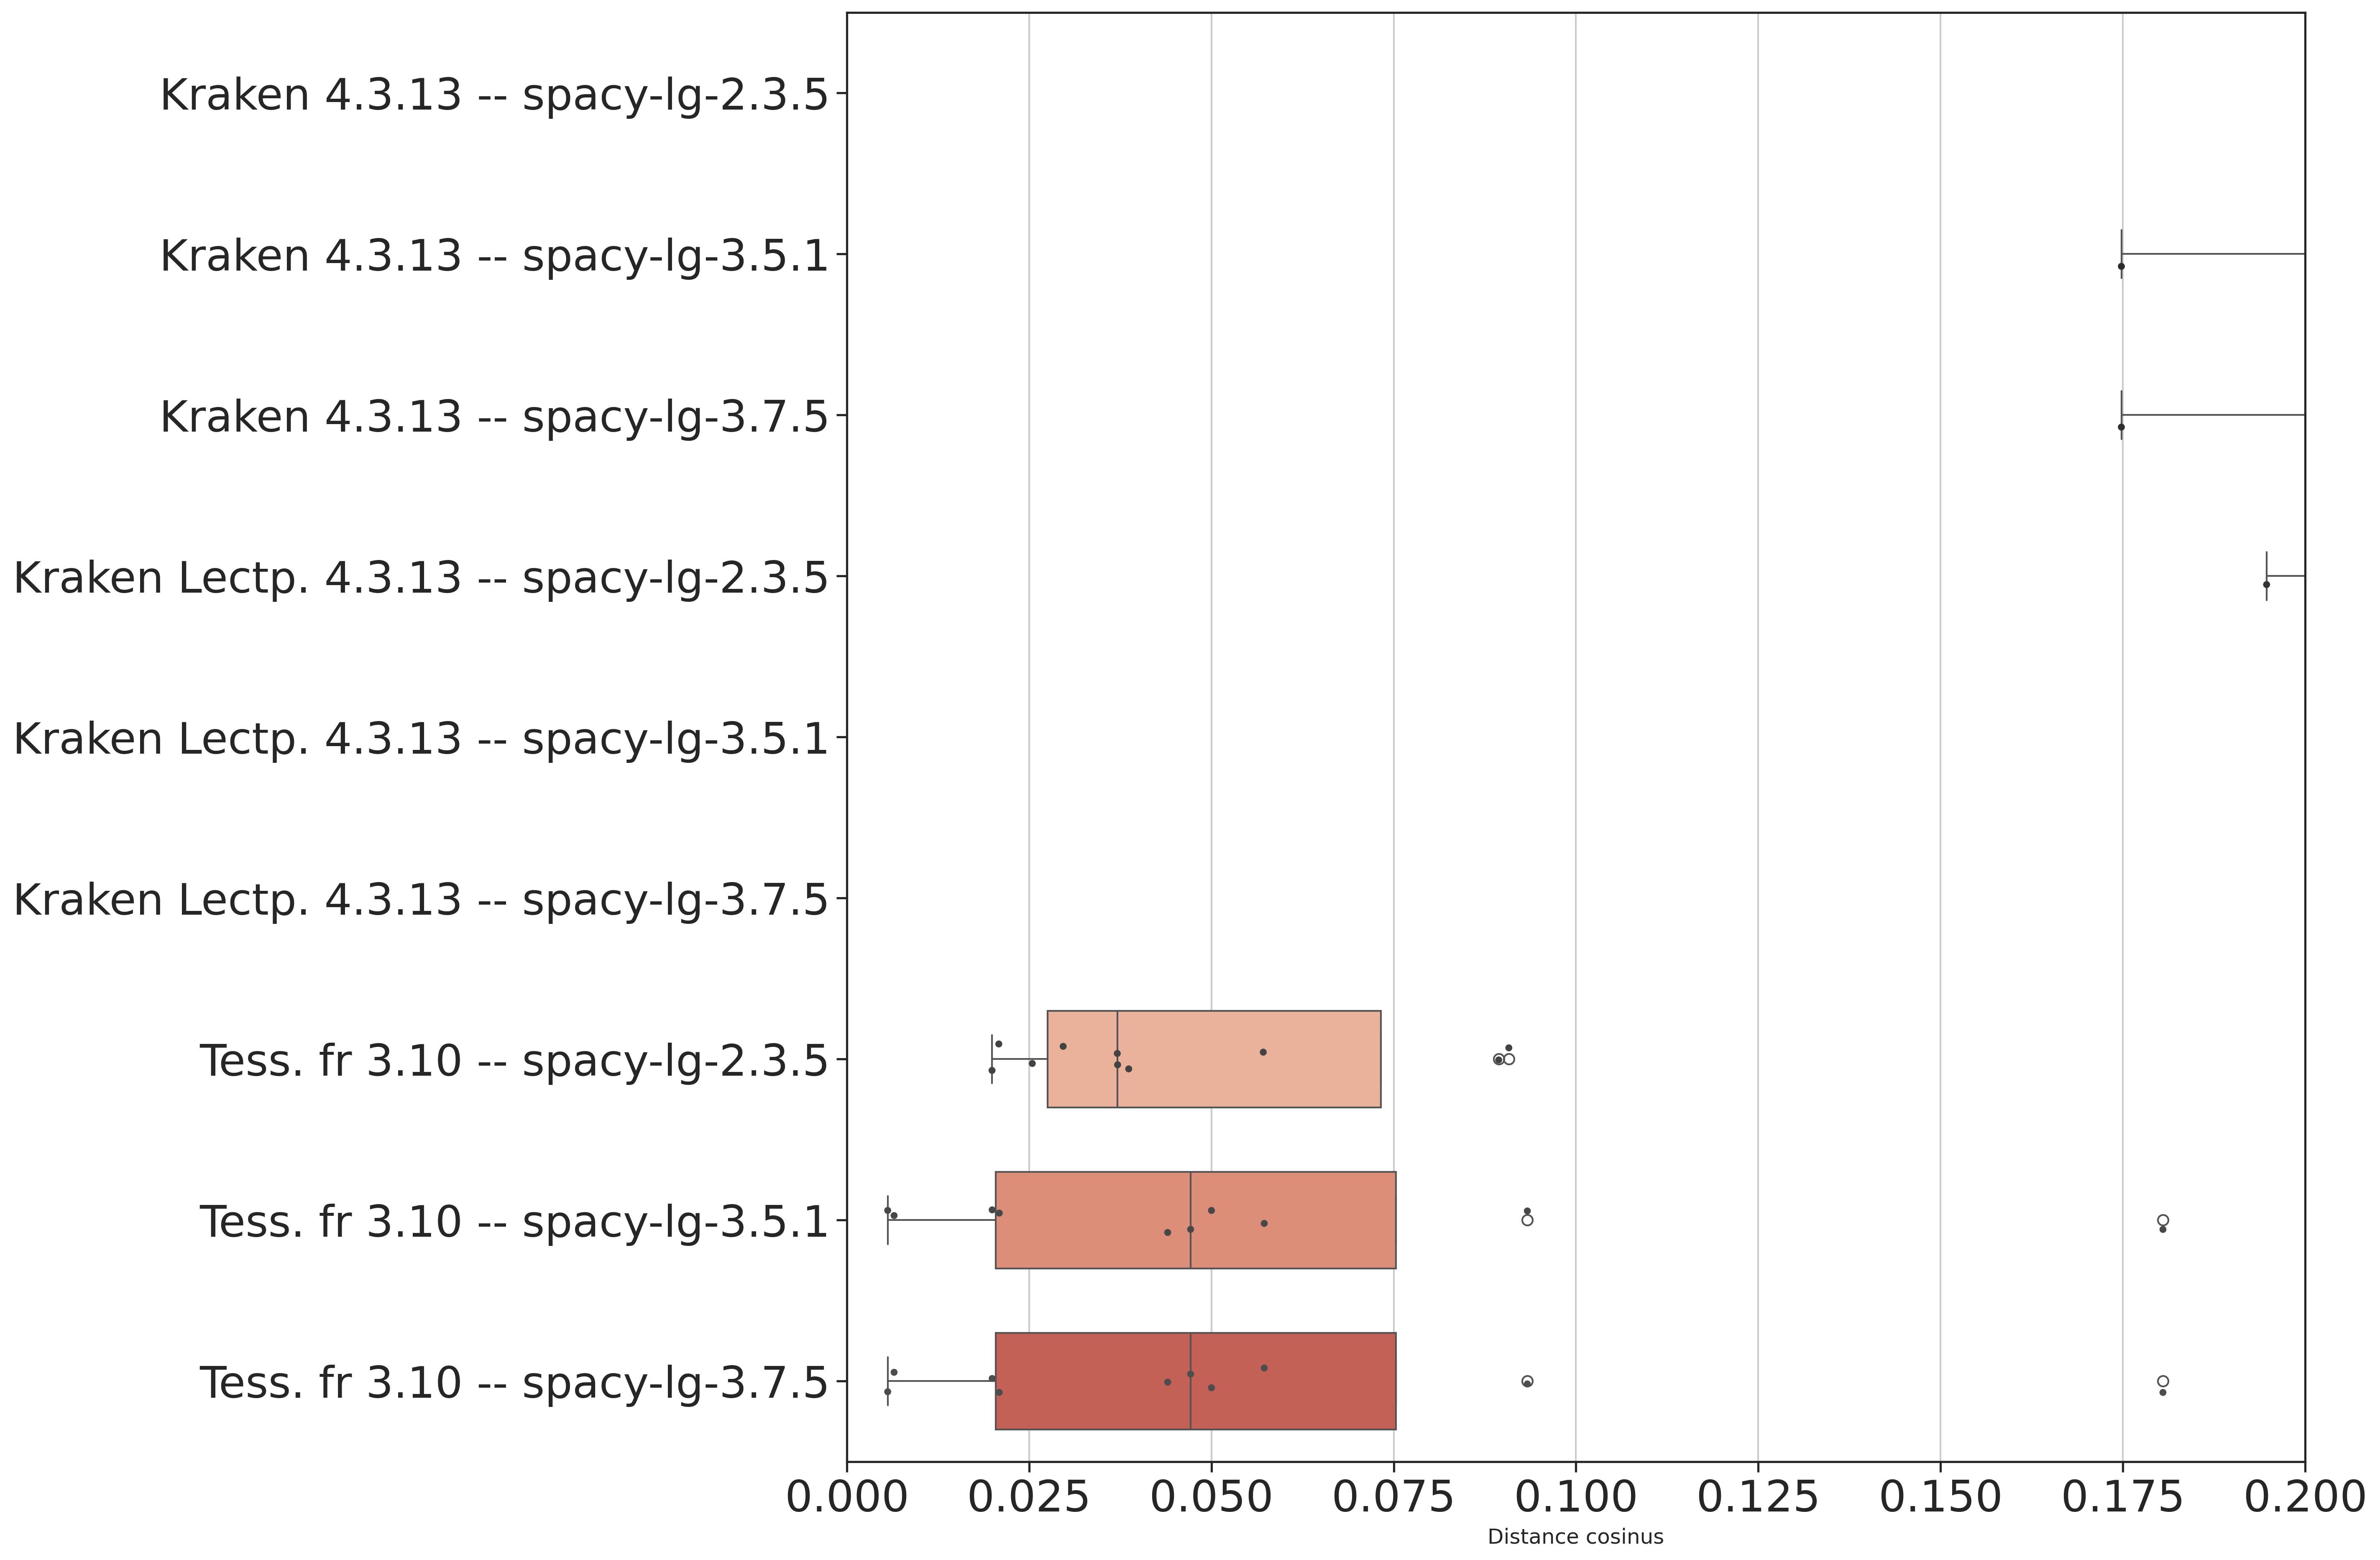 Kraken 4.3.13 -- spacy-lg-2.3.5
Kraken 4.3.13 -- spacy-lg-3.5.1
Kraken 4.3.13 -- spacy-lg-3.7.5
Kraken Lectp. 4.3.13 -- spacy-lg-2.3.5
Kraken Lectp. 4.3.13 -- spacy-lg-3.5.1
Kraken Lectp. 4.3.13 -- spacy-lg-3.7.5
Tess. fr 3.10 -- spacy-lg-2.3.5
Tess. fr 3.10 -- spacy-lg-3.5.1
Tess. fr 3.10 -- spacy-lg-3.7.5
0.000 0.025 0.050 0.075 0.100 0.125 0.150 0.175 0.200
Distance cosinus